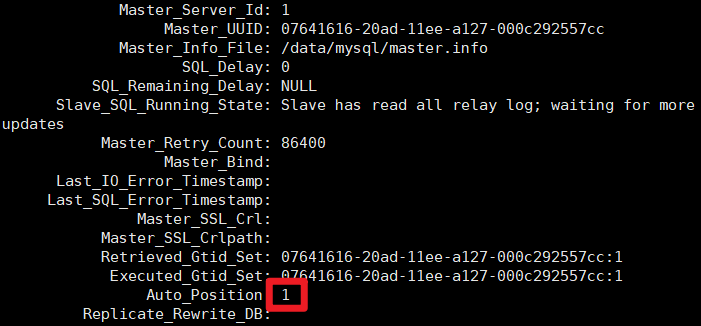 Master_Server_Id: 1
Master_UUID: 07641616-20ad-11ee-a127-000c292557cc
Master_Info_File: /data/mysql/master.info
SQL_Delay: 0
SQL_Remaining_Delay: NULL
Slave_SQL_Running_State: Slave has read all relay log; waiting for more
updates
Master_Retry_Count: 86400
Master_Bind:
Last_IO_Error_Timestamp:
Last_SQL_Error_Timestamp:
Master_SSL_Crl:
Master_SSL_Crlpath:
Retrieved_Gtid_Set: 07641616-20ad-11ee-a127-000c292557cc:1
Executed_Gtid_Set: 07641616-20ad-11ee-a127-000c292557cc:1
Auto_Position 1
Replicate_Rewrite_DB: